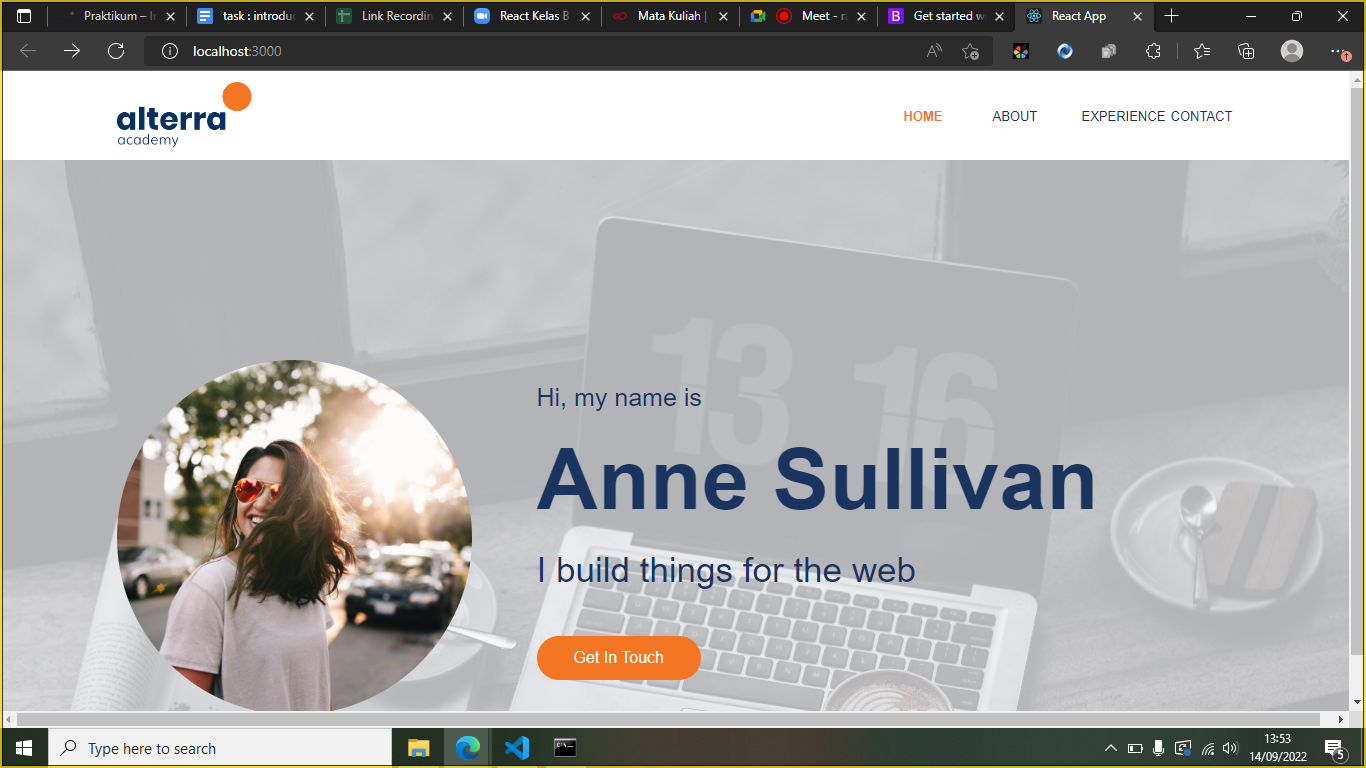 Praktikum – In
task : introduc
Link Recordin
React Kelas B
Mata Kuliah |
Meet - ra
Get started w
React App
localhost:3000
alterra
academy
HOME
ABOUT
EXPERIENCE
CONTACT
13 16
Hi, my name is
Anne Sullivan
I build things for the web
Get In Touch
Type here to search
13:53
14/09/2022
5